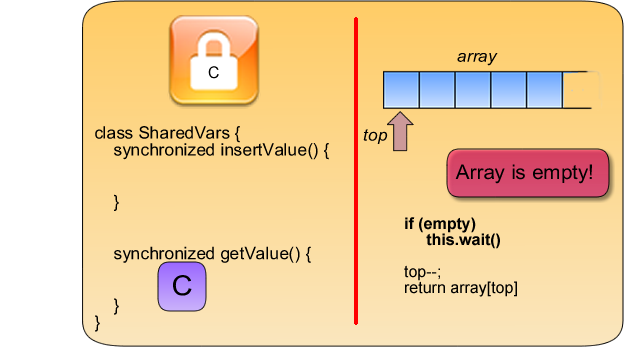 C
class SharedVars {
synchronized insertValue() {
}
synchronized getValue() {
C
}
}
array
top
Array is empty!
if (empty)
this.wait()
top--;
return array[top]